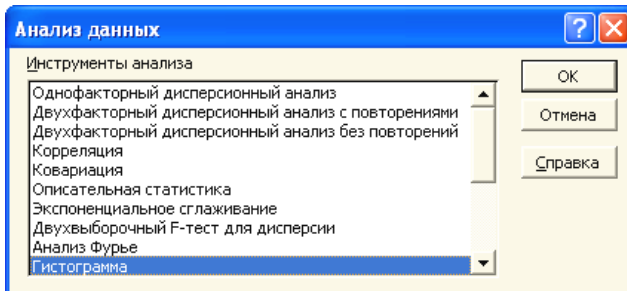 Анализ данных
Инструменты анализа
Однофакторный дисперсионный анализ
Двухфакторный дисперсионный анализ с повторениями
Двухфакторный дисперсионный анализ без повторений
Корреляция
Ковариация
Описательная статистика
Экспоненциальное сглаживание
Двухвыборочный F-тест для дисперсии
Анализ Фурье
Гистограмма
ОК
Отмена
Справка